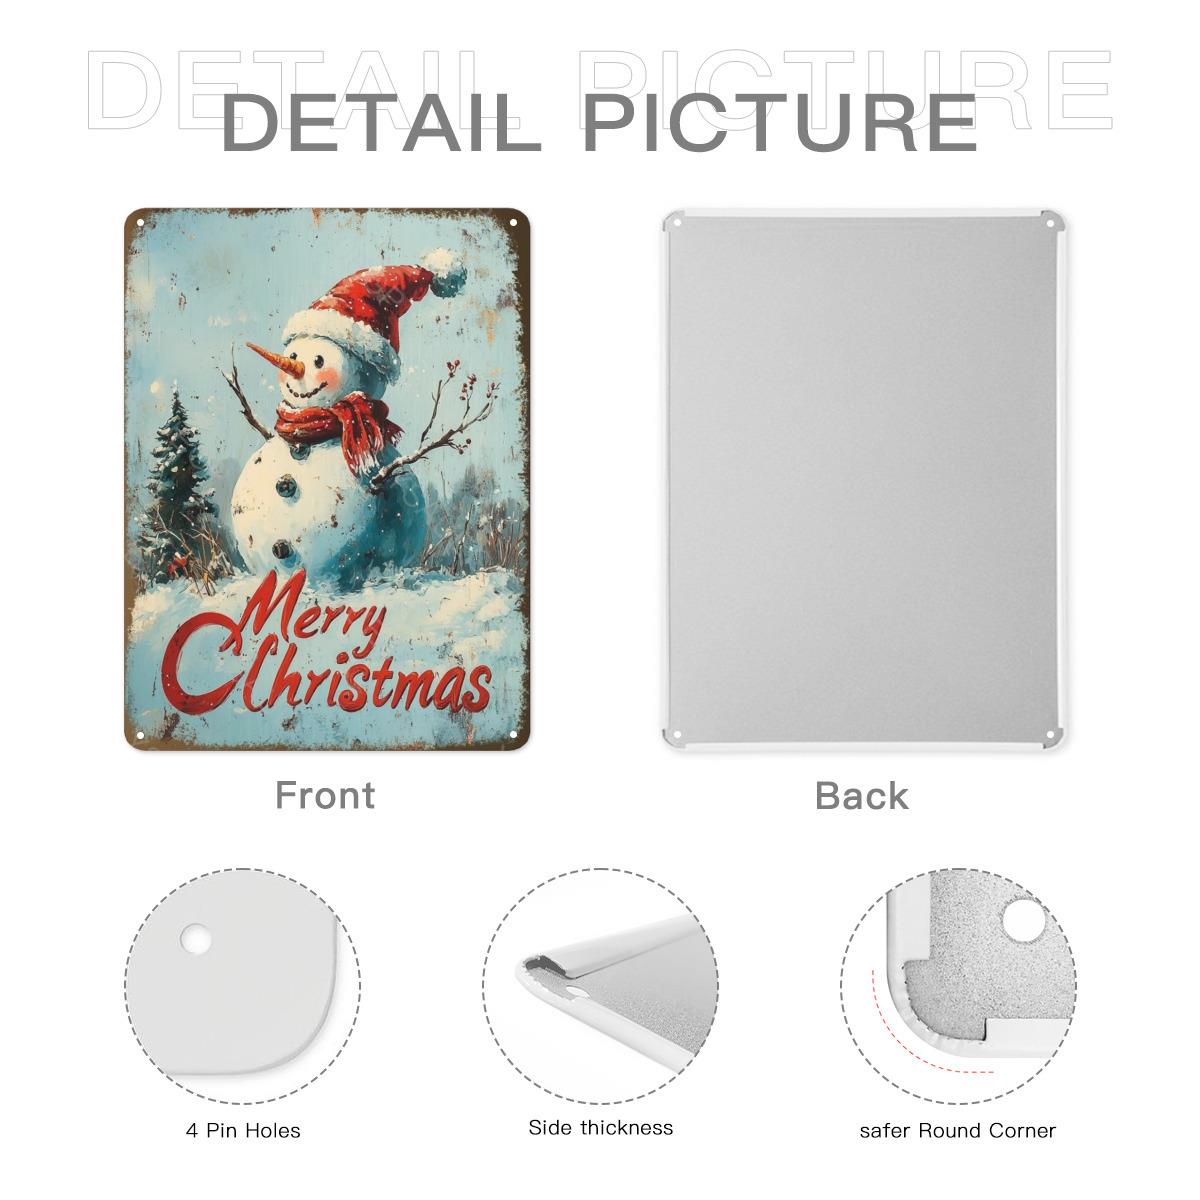 DETAIL PICTURE
DETAIL PICTURE
Merry
Christmas
Front
Back
4 Pin Holes
Side thickness
safer Round Corner